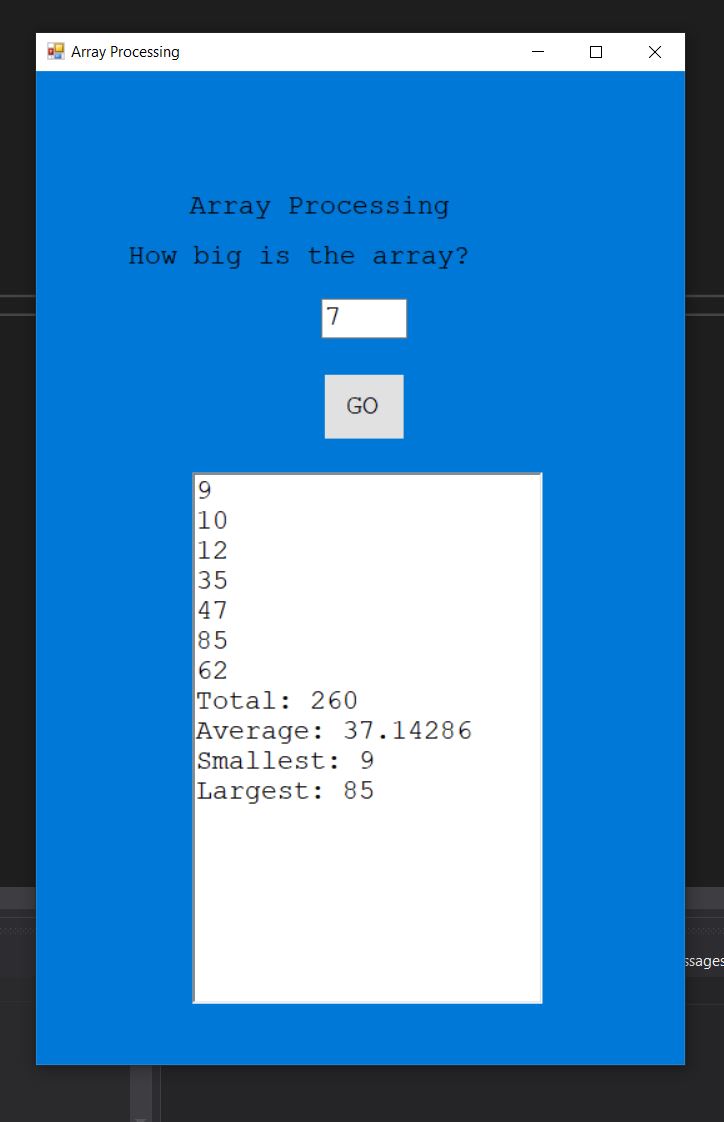 Array Processing
Array Processing
How big is the array?
7
GO
9
10
12
35
47
85
62
Total: 260
Average: 37.14286
Smallest: 9
Largest: 85
ssages